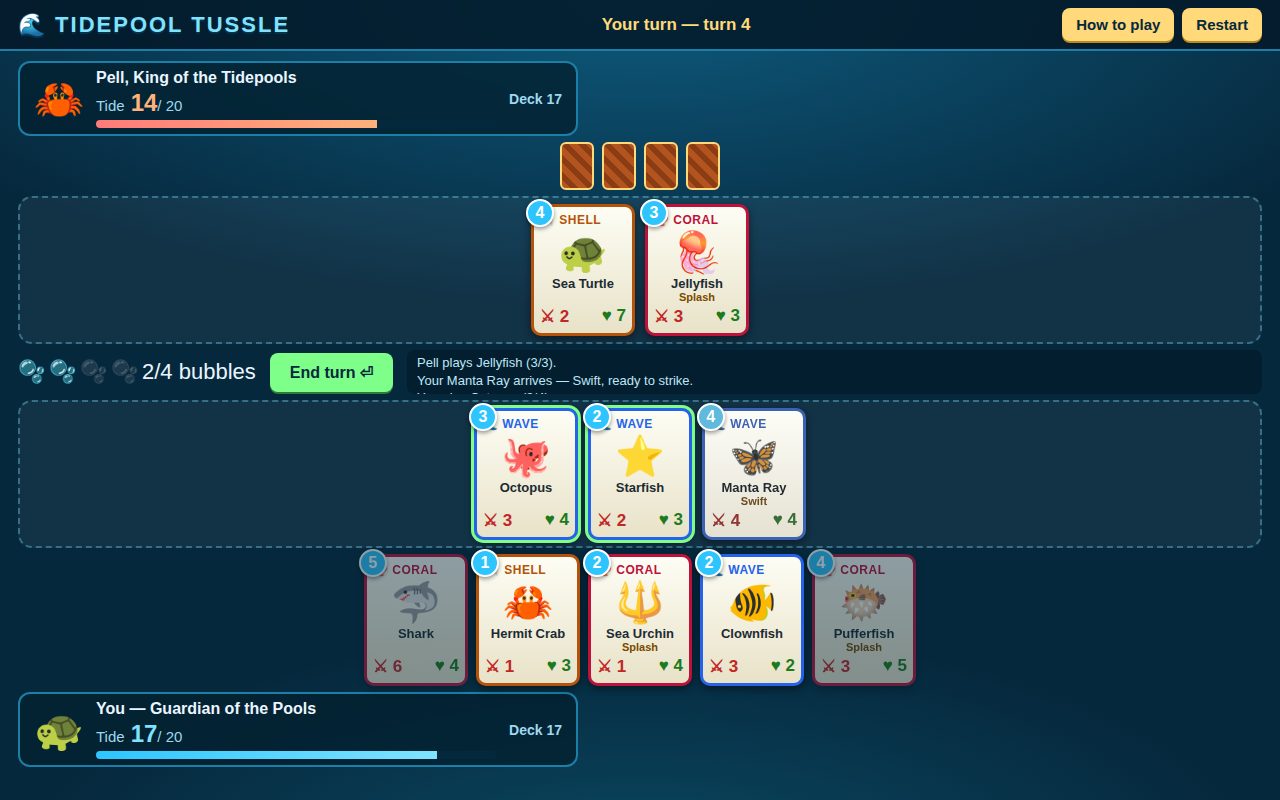 TIDEPOOL TUSSLE
Your turn — turn 4
How to play
Restart
Pell, King of the Tidepools
Tide 14/ 20
Deck 17
4 SHELL
Sea Turtle
⚔ 2 ♥ 7
3 CORAL
Jellyfish
Splash
⚔ 3 ♥ 3
2/4 bubbles
End turn ⏎
Pell plays Jellyfish (3/3).
Your Manta Ray arrives — Swift, ready to strike.
3 WAVE
Octopus
⚔ 3 ♥ 4
2 WAVE
Starfish
⚔ 2 ♥ 3
4 WAVE
Manta Ray
Swift
⚔ 4 ♥ 4
5 CORAL
Shark
⚔ 6 ♥ 4
1 SHELL
Hermit Crab
⚔ 1 ♥ 3
2 CORAL
Sea Urchin
Splash
⚔ 1 ♥ 4
2 WAVE
Clownfish
⚔ 3 ♥ 2
4 CORAL
Pufferfish
Splash
⚔ 3 ♥ 5
You — Guardian of the Pools
Tide 17/ 20
Deck 17